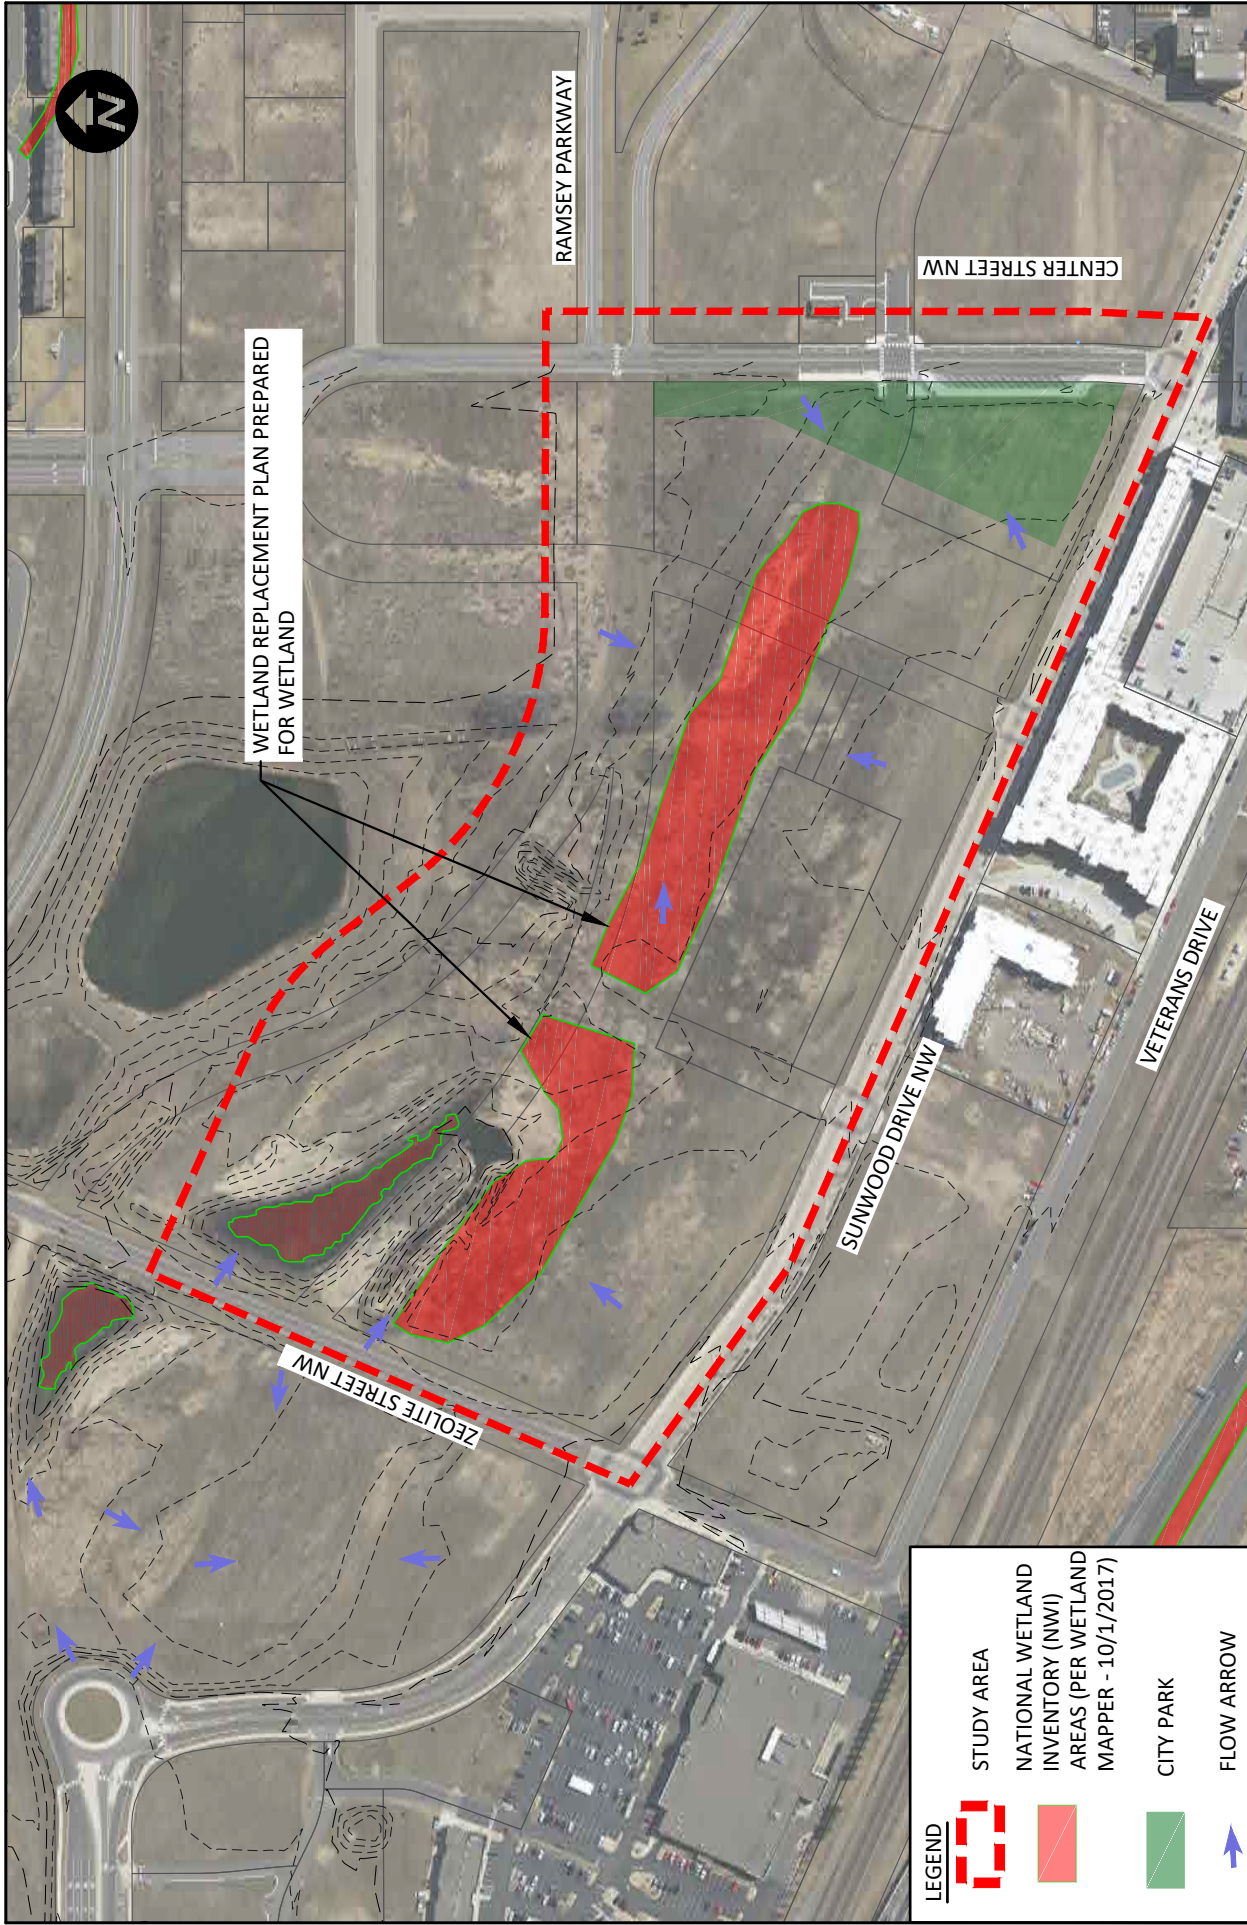 N
WETLAND REPLACEMENT PLAN PREPARED
FOR WETLAND
RAMSEY PARKWAY
CENTER STREET NW
ZEOLITE STREET NW
SUNWOOD DRIVE NW
VETERANS DRIVE
LEGEND
STUDY AREA
NATIONAL WETLAND
INVENTORY (NWI)
AREAS (PER WETLAND
MAPPER - 10/1/2017)
CITY PARK
FLOW ARROW